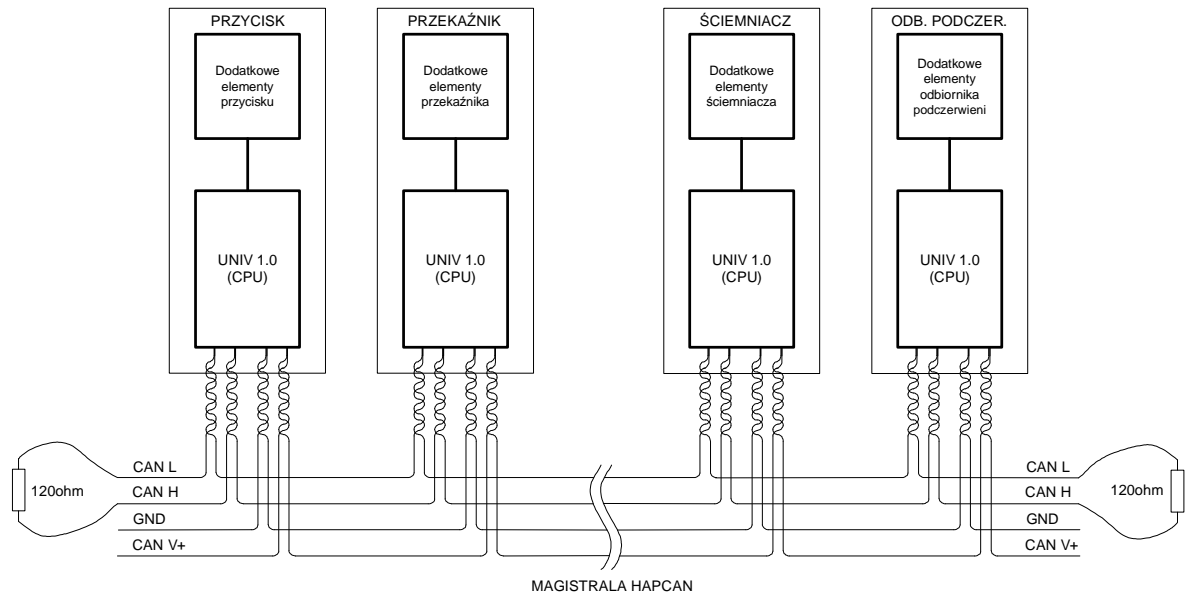 PRZYCISK
PRZEKAŹNIK
ŚCIEMNIACZ
ODB. PODCZER.
Dodatkowe
elementy
przycisku
Dodatkowe
elementy
przekaźnika
Dodatkowe
elementy
ściemniacza
Dodatkowe
elementy
odbiornika
podczerwieni
UNIV 1.0
(CPU)
UNIV 1.0
(CPU)
UNIV 1.0
(CPU)
UNIV 1.0
(CPU)
120ohm
CAN L
CAN H
GND
CAN V+
CAN L
CAN H
GND
CAN V+
120ohm
MAGISTRALA HAPCAN